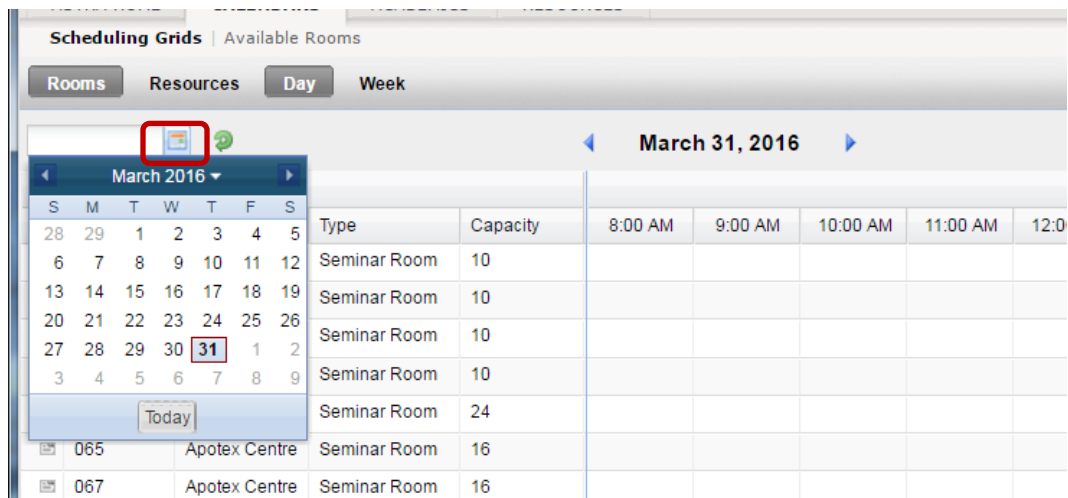 Scheduling Grids | Available Rooms
Rooms Resources Day Week
March 31, 2016
March 2016
S M T W T F S
28 29 1 2 3 4 5
6 7 8 9 10 11 12
13 14 15 16 17 18 19
20 21 22 23 24 25 26
27 28 29 30 31 1 2
3 4 5 6 7 8 9
Today
Type Capacity 8:00 AM 9:00 AM 10:00 AM 11:00 AM
Seminar Room 10
Seminar Room 10
Seminar Room 10
Seminar Room 10
Seminar Room 24
065 Apotex Centre Seminar Room 16
067 Apotex Centre Seminar Room 16